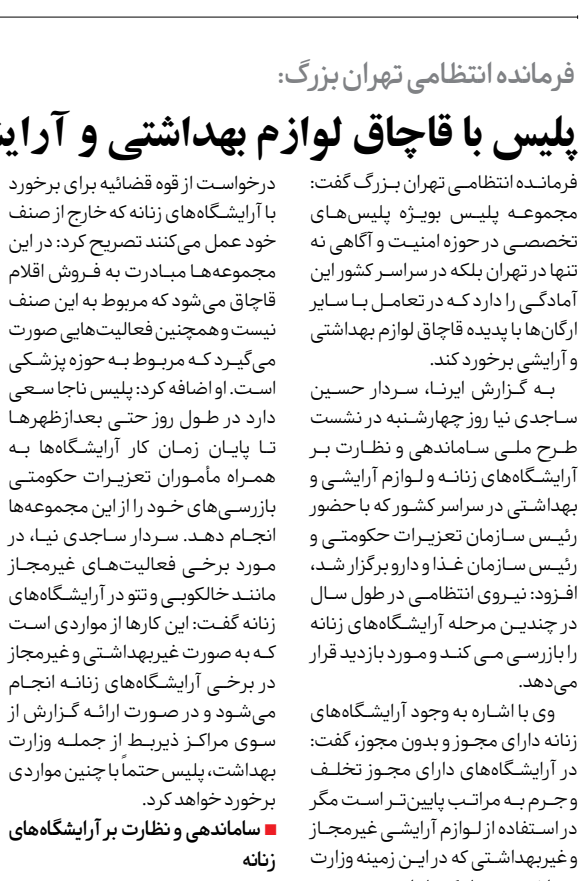 فرمانده انتظامی تهران بزرگ:
پلیس با قاچاق لوازم بهداشتی و
فرمانده انتظامی تهران بزرگ گفت:
مجموعه پلیس بویژه پلیس‌های
تخصصی در حوزه امنیت و آگاهی نه
تنها در تهران بلکه در سراسر کشور این
آمادگی را دارد که در تعامل با سایر
ارگان‌ها با پدیده قاچاق لوازم بهداشتی
و آرایشی برخورد کند.
به گزارش ایرنا، سردار حسین
ساجدی نیا روز چهارشنبه در نشست
طرح ملی ساماندهی و نظارت بر
آرایشگاه‌های زنانه و لوازم آرایشی و
بهداشتی در سراسر کشور که با حضور
رئیس سازمان تعزیرات حکومتی و
رئیس سازمان غذا و دارو برگزار شد،
افزود: نیروی انتظامی در طول سال
در چندین مرحله آرایشگاه‌های زنانه
را بازرسی می کند و مورد بازدید قرار
می‌دهد.
وی با اشاره به وجود آرایشگاه‌های
زنانه دارای مجوز و بدون مجوز، گفت:
در آرایشگاه‌های دارای مجوز تخلف
و جرم به مراتب پایین‌تر است مگر
در استفاده از لوازم آرایشی غیرمجاز
و غیربهداشتی که در این زمینه وزارت
درخواست از قوه قضائیه برای برخورد
با آرایشگاه‌های زنانه که خارج از صنف
خود عمل می‌کنند تصریح کرد: در این
مجموعه‌ها مبادرت به فروش اقلام
قاچاق می‌شود که مربوط به این صنف
نیست و همچنین فعالیت‌هایی صورت
می‌گیرد که مربوط به حوزه پزشکی
است. او اضافه کرد: پلیس ناجا سعی
دارد در طول روز حتی بعدازظهرها
تا پایان زمان کار آرایشگاه‌ها به
همراه مأموران تعزیرات حکومتی
بازرسی‌های خود را از این مجموعه‌ها
انجام دهد. سردار ساجدی نیا، در
مورد برخی فعالیت‌های غیرمجاز
مانند خالکوبی و تتو در آرایشگاه‌های
زنانه گفت: این کارها از مواردی است
که به صورت غیربهداشتی و غیرمجاز
در برخی آرایشگاه‌های زنانه انجام
می‌شود و در صورت ارائه گزارش از
سوی مراکز ذیربط از جمله وزارت
بهداشت، پلیس حتماً با چنین مواردی
برخورد خواهد کرد.
■ ساماندهی و نظارت بر آرایشگاه‌های
زنانه